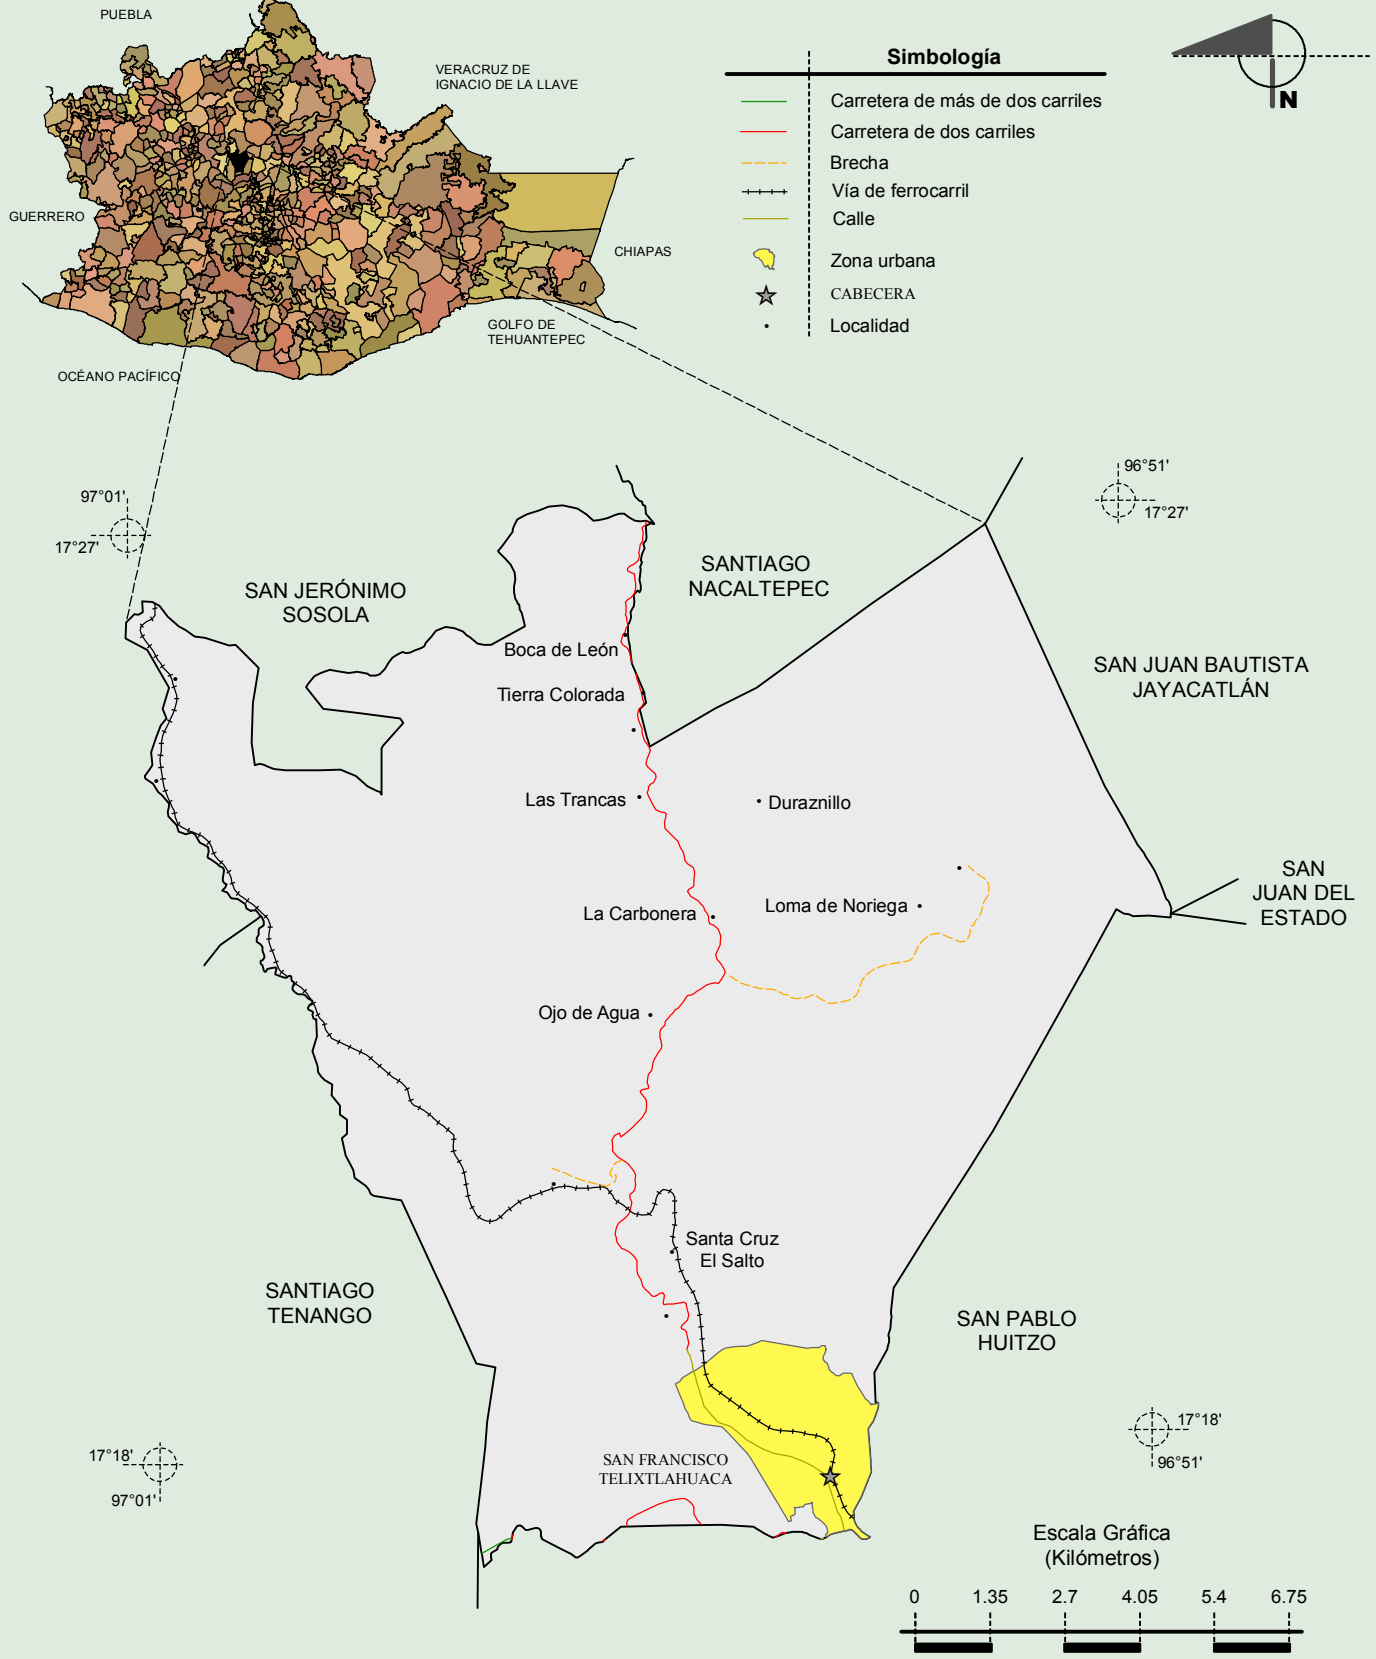 PUEBLA
VERACRUZ DE
IGNACIO DE LA LLAVE
GUERRERO
CHIAPAS
GOLFO DE
TEHUANTEPEC
OCÉANO PACÍFICO
Simbología
Carretera de más de dos carriles
Carretera de dos carriles
Brecha
Vía de ferrocarril
Calle
Zona urbana
CABECERA
Localidad
N
97°01'
17°27'
96°51'
17°27'
SAN JERÓNIMO
SOSOLA
SANTIAGO
NACALTEPEC
SAN JUAN BAUTISTA
JAYACATLÁN
Boca de León
Tierra Colorada
Las Trancas
Duraznillo
La Carbonera
Loma de Noriega
SAN
JUAN DEL
ESTADO
Ojo de Agua
Santa Cruz
El Salto
SANTIAGO
TENANGO
SAN PABLO
HUITZO
17°18'
97°01'
17°18'
96°51'
SAN FRANCISCO
TELIXTLAHUACA
Escala Gráfica
(Kilómetros)
0 1.35 2.7 4.05 5.4 6.75